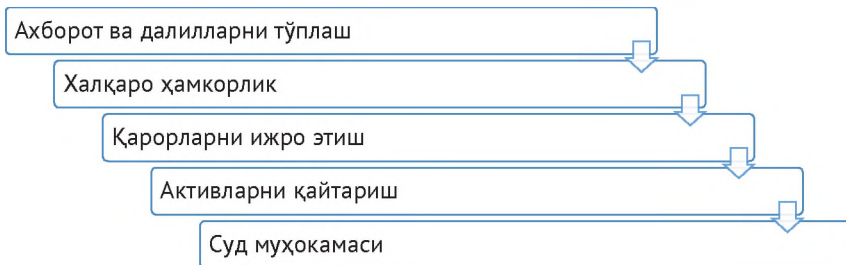 Ахборот ва далилларни тўплаш
Халқаро ҳамкорлик
Қарорларни ижро этиш
Активларни қайтариш
Суд муҳокамаси